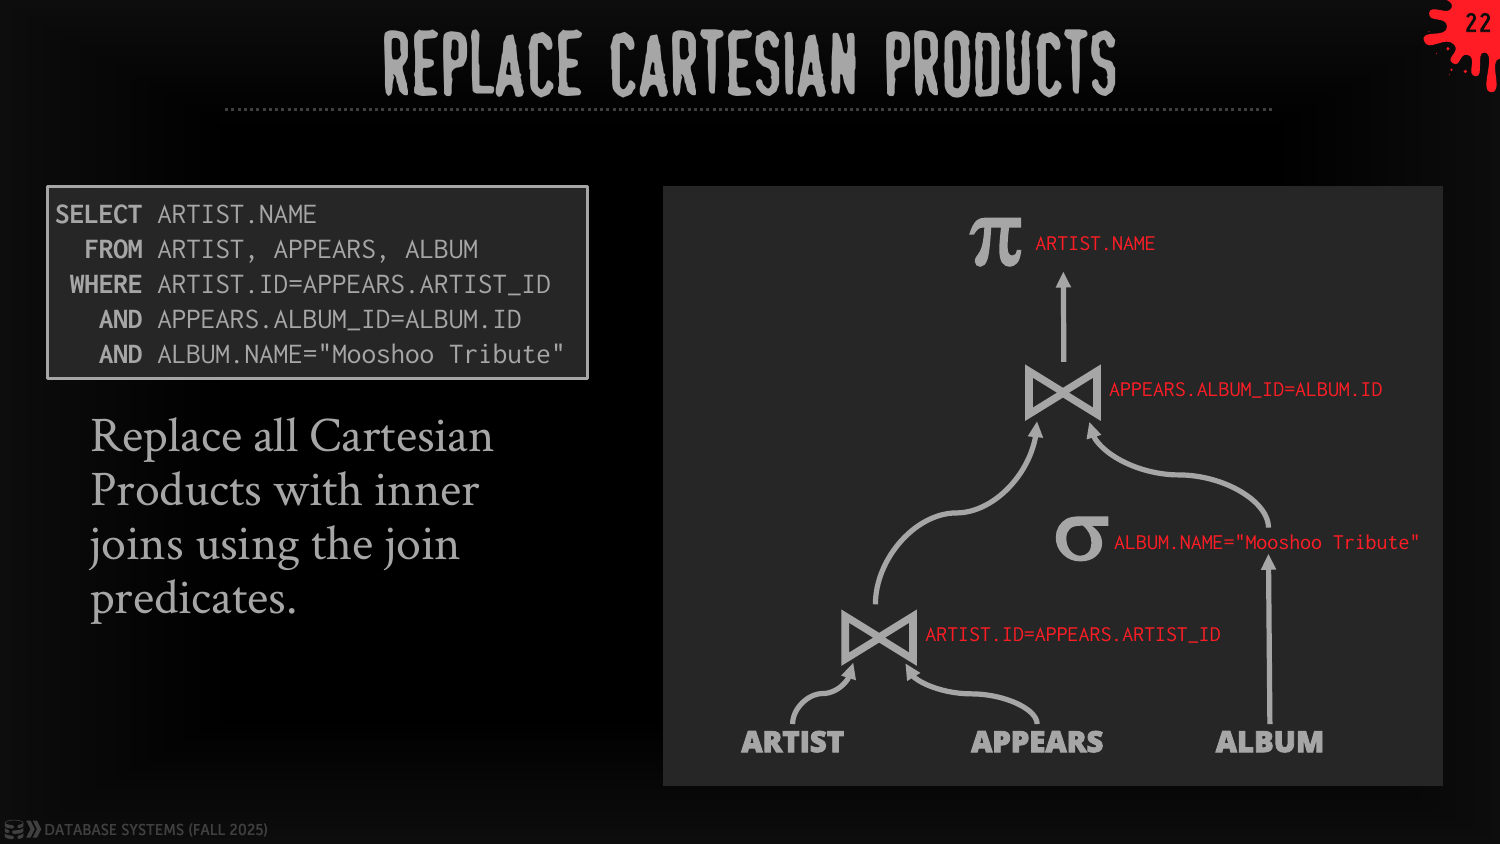 22
REPLACE CARTESIAN PRODUCTS
SELECT ARTIST.NAME
FROM ARTIST, APPEARS, ALBUM
WHERE ARTIST.ID=APPEARS.ARTIST_ID
AND APPEARS.ALBUM_ID=ALBUM.ID
AND ALBUM.NAME="Mooshoo Tribute"
Replace all Cartesian
Products with inner
joins using the join
predicates.
π ARTIST.NAME
⋈ APPEARS.ALBUM_ID=ALBUM.ID
σ ALBUM.NAME="Mooshoo Tribute"
⋈ ARTIST.ID=APPEARS.ARTIST_ID
ARTIST APPEARS ALBUM
DATABASE SYSTEMS (FALL 2025)